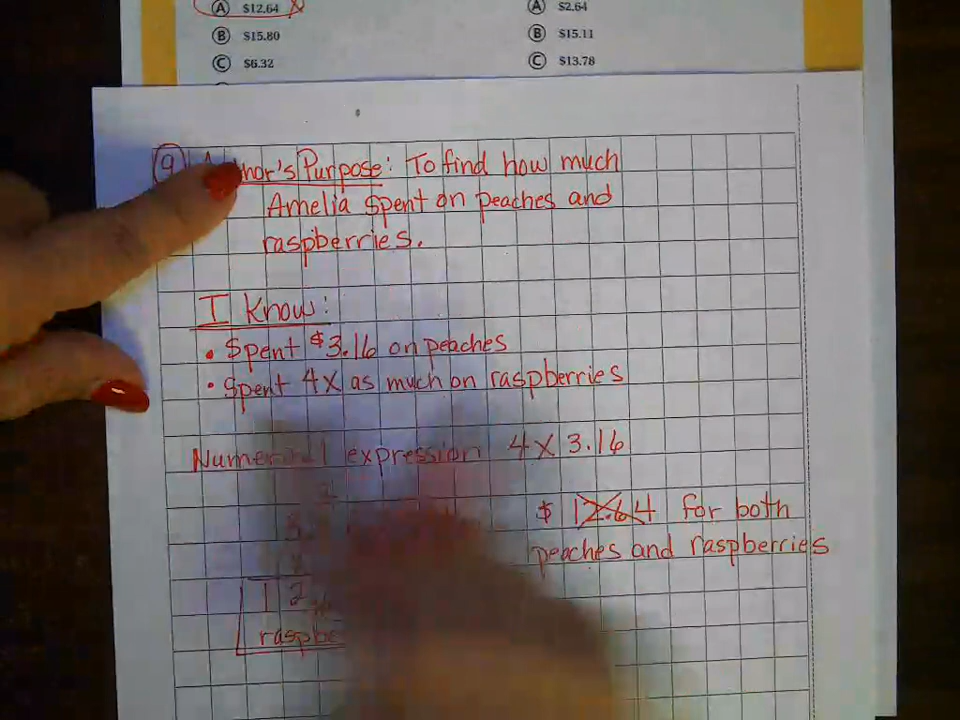 A $12.64 X
B $15.80
C $6.32
A $2.64
B $15.11
C $13.78
9 Purpose: To find how much
Amelia spent on peaches and
raspberries.
I know:
• Spent $3.16 on peaches
• Spent 4x as much on raspberries
expression 4 x 3.16
$ 12.64 for both
peaches and raspberries
12